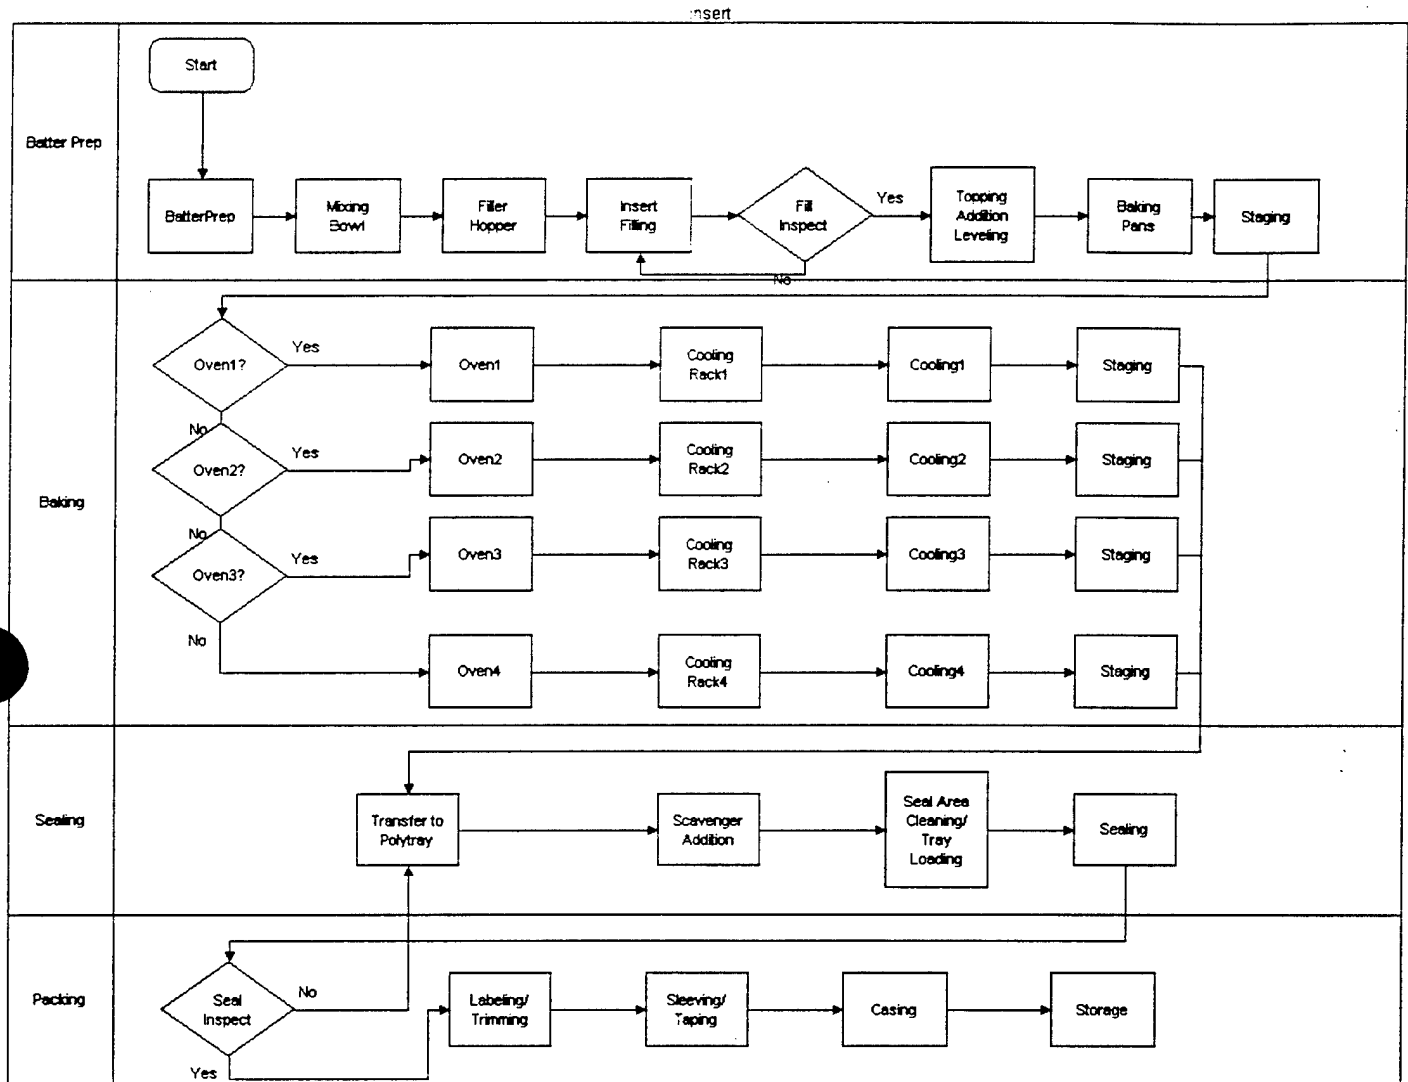 nsert
Start
Batter Prep
BatterPrep
Mixing
Bowl
Filler
Hopper
Insert
Filling
Fill
Inspect
Yes
No
Topping
Addition
Leveling
Baking
Pans
Staging
Baking
Oven1?
Yes
Oven1
Cooling
Rack1
Cooling1
Staging
No
Oven2?
Yes
Oven2
Cooling
Rack2
Cooling2
Staging
No
Oven3?
Yes
Oven3
Cooling
Rack3
Cooling3
Staging
No
Oven4
Cooling
Rack4
Cooling4
Staging
Sealing
Transfer to
Polytray
Scavenger
Addition
Seal Area
Cleaning/
Tray
Loading
Sealing
Packing
Seal
Inspect
No
Yes
Labeling/
Trimming
Sleeving/
Taping
Casing
Storage